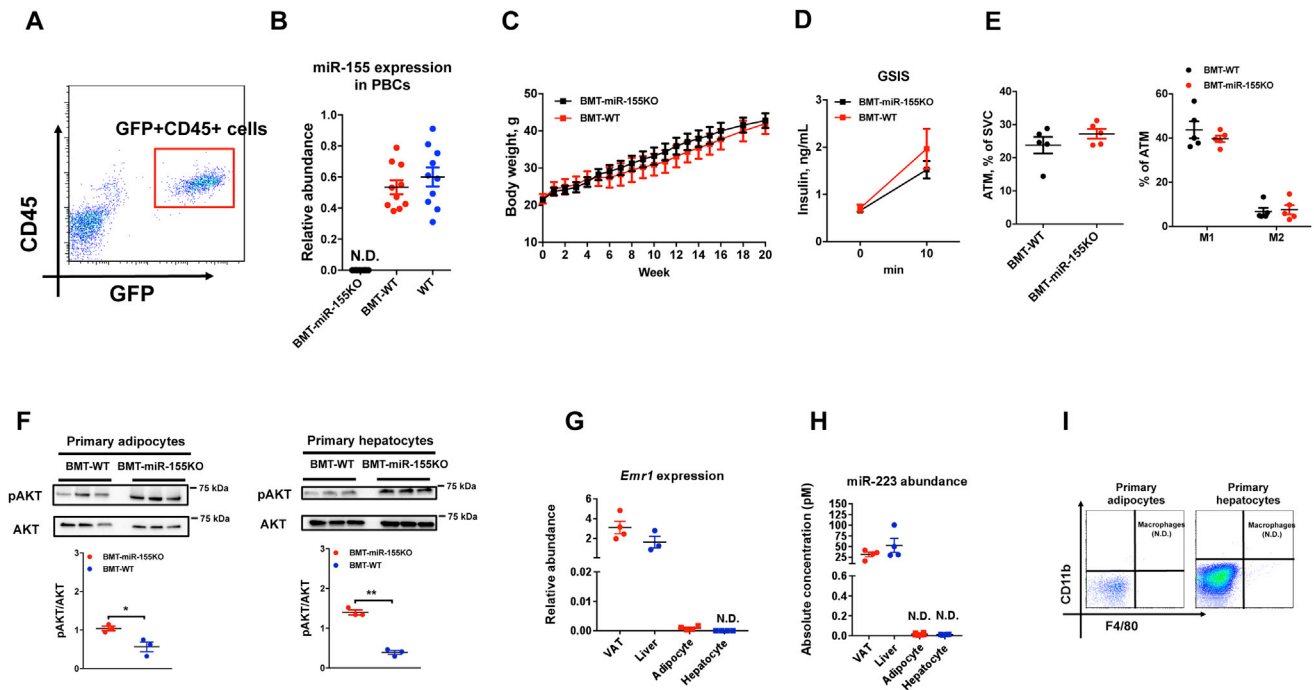 A
GFP+CD45+ cells
CD45
GFP
B
miR-155 expression
in PBCs
Relative abundance
1.0
0.8
0.6
0.4
0.2
0.0
N.D.
BMT-miR-155KO
BMT-WT
WT
C
BMT-miR-155KO
BMT-WT
Body weight, g
50
40
30
20
10
0 2 4 6 8 10 12 14 16 18 20
Week
D
GSIS
BMT-miR-155KO
BMT-WT
Insulin, ng/mL
3
2
1
0
0 10
min
E
ATM, % of SVC
40
30
20
10
0
BMT-WT
BMT-miR-155KO
BMT-WT
BMT-miR-155KO
% of ATM
60
40
20
0
M1 M2
F
Primary adipocytes
BMT-WT BMT-miR-155KO
pAKT
75 kDa
AKT
75 kDa
BMT-miR-155KO
BMT-WT
pAKT/AKT
3
2
1
0
*
Primary hepatocytes
BMT-WT BMT-miR-155KO
pAKT
75 kDa
AKT
75 kDa
BMT-miR-155KO
BMT-WT
pAKT/AKT
3
2
1
0
**
G
Emr1 expression
Relative abundance
6
4
2
0.02
0.01
0.00
N.D.
VAT
Liver
Adipocyte
Hepatocyte
H
miR-223 abundance
Absolute concentration (pM)
150
125
100
75
50
25
0.8
0.6
0.4
0.2
0.0
N.D. N.D.
VAT
Liver
Adipocyte
Hepatocyte
I
Primary
adipocytes
Primary
hepatocytes
Macrophages
(N.D.)
Macrophages
(N.D.)
CD11b
F4/80